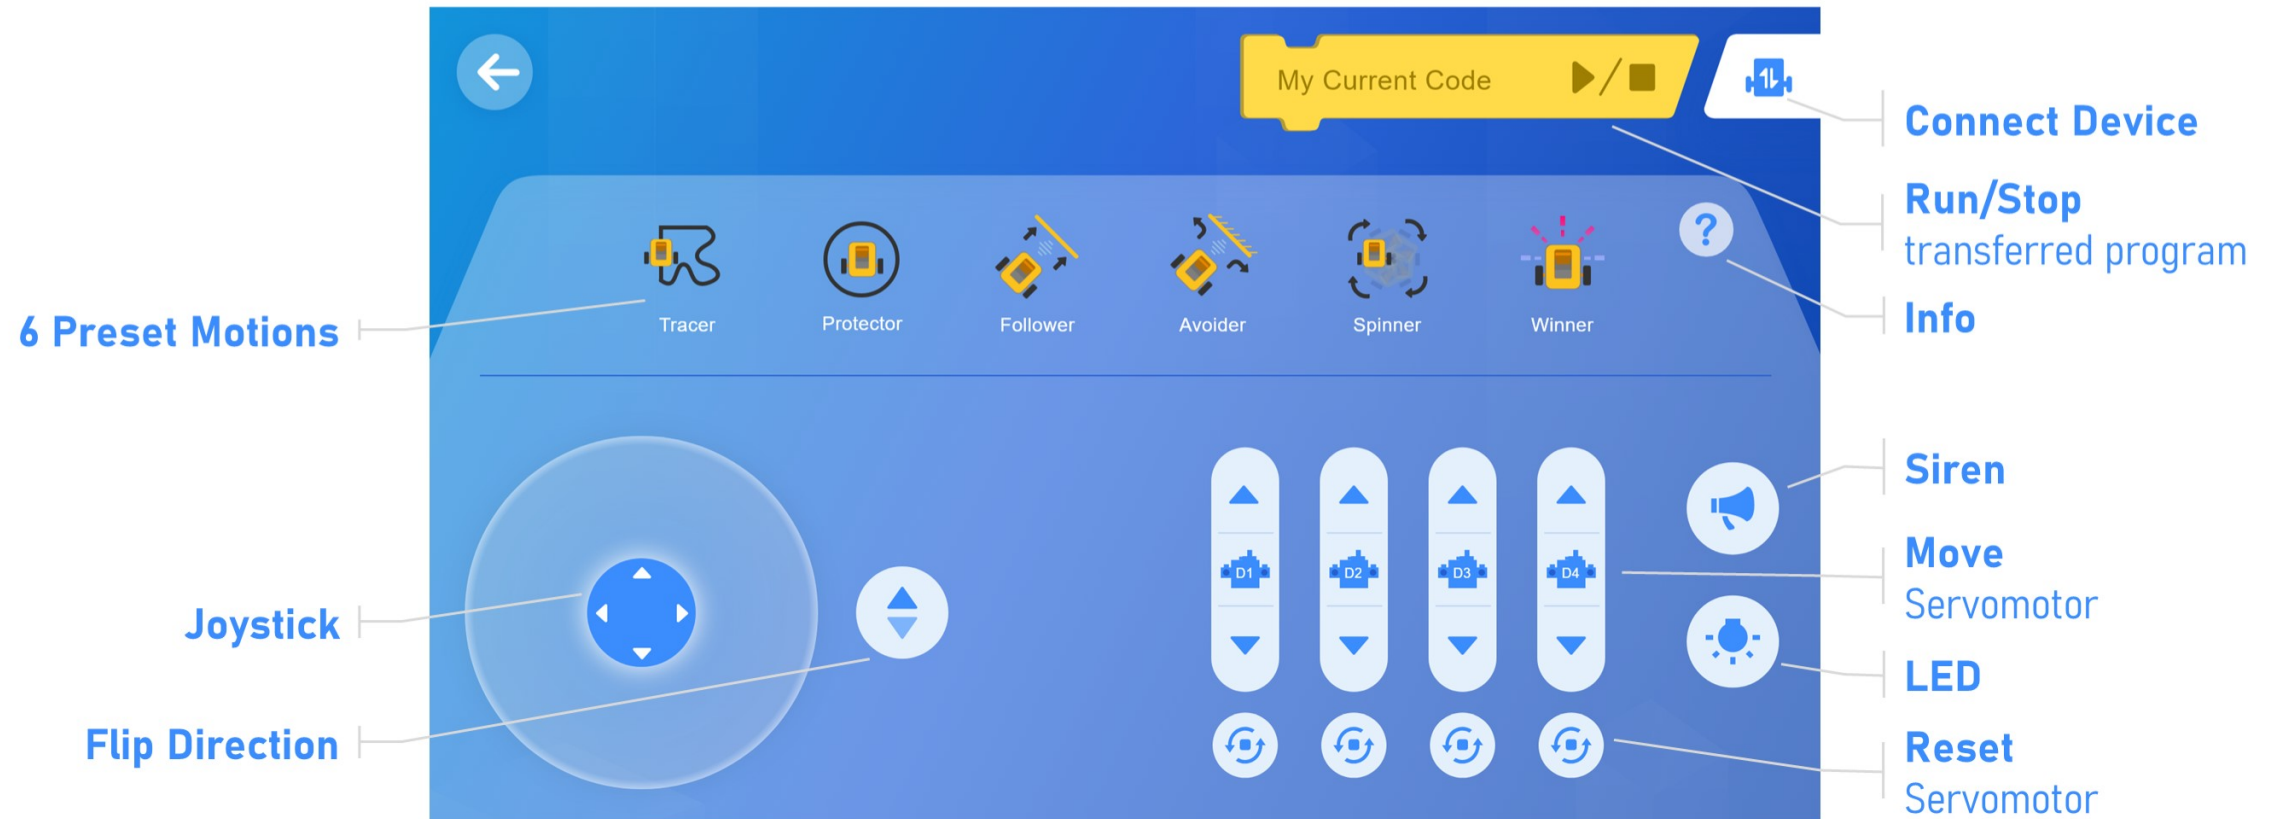 My Current Code
Connect Device
Run/Stop
transferred program
Tracer
Protector
Follower
Avoider
Spinner
Winner
?
Info
6 Preset Motions
Siren
D1
D2
D3
D4
Move
Servomotor
Joystick
LED
Flip Direction
Reset
Servomotor